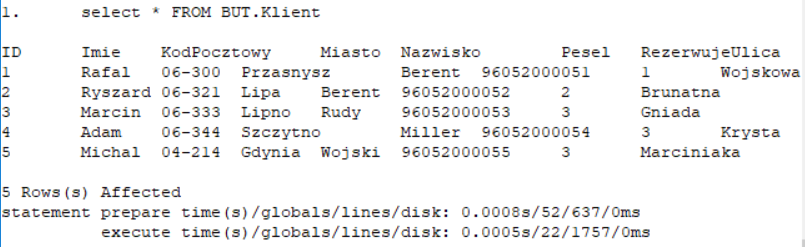 1. select * FROM BUT.Klient
ID Imie KodPocztowy Miasto Nazwisko Pesel RezerwujeUlica
1 Rafal 06-300 Przasnysz Berent 96052000051 1 Wojskowa
2 Ryszard 06-321 Lipa Berent 96052000052 2 Brunatna
3 Marcin 06-333 Lipno Rudy 96052000053 3 Gniada
4 Adam 06-344 Szczytno Miller 96052000054 3 Krysta
5 Michal 04-214 Gdynia Wojski 96052000055 3 Marciniaka
5 Rows(s) Affected
statement prepare time(s)/globals/lines/disk: 0.0008s/52/637/0ms
execute time(s)/globals/lines/disk: 0.0005s/22/1757/0ms